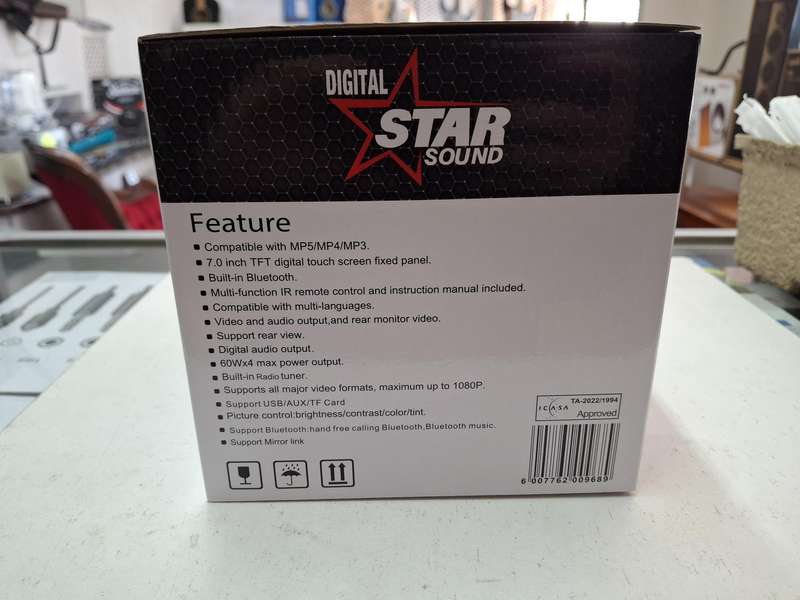 DIGITAL
STAR
SOUND
Feature
Compatible with MP5/MP4/MP3.
7.0 inch TFT digital touch screen fixed panel.
Built-in Bluetooth.
Multi-function IR remote control and instruction manual included.
Compatible with multi-languages.
Video and audio output,and rear monitor video.
Support rear view.
Digital audio output.
60Wx4 max power output.
Built-in Radio tuner.
Supports all major video formats, maximum up to 1080P.
Support USB/AUX/TF Card
Picture control:brightness/contrast/color/tint.
Support Bluetooth:hand free calling Bluetooth,Bluetooth music.
Support Mirror link
ICASA
TA-2022/1994
Approved
6 007762 009689